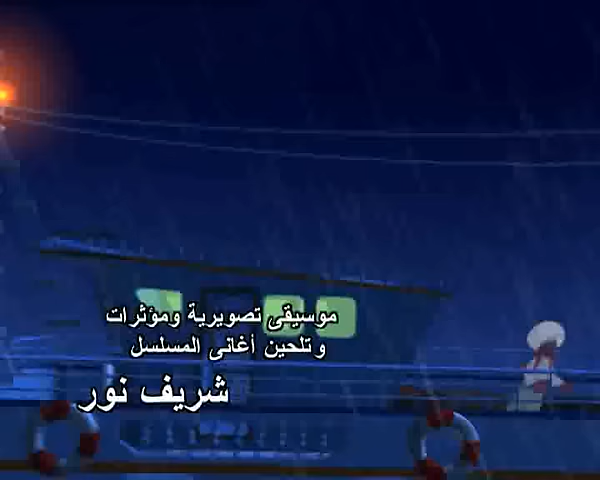 موسيقى تصويرية ومؤثرات
وتلحين أغانى المسلسل
شريف نور